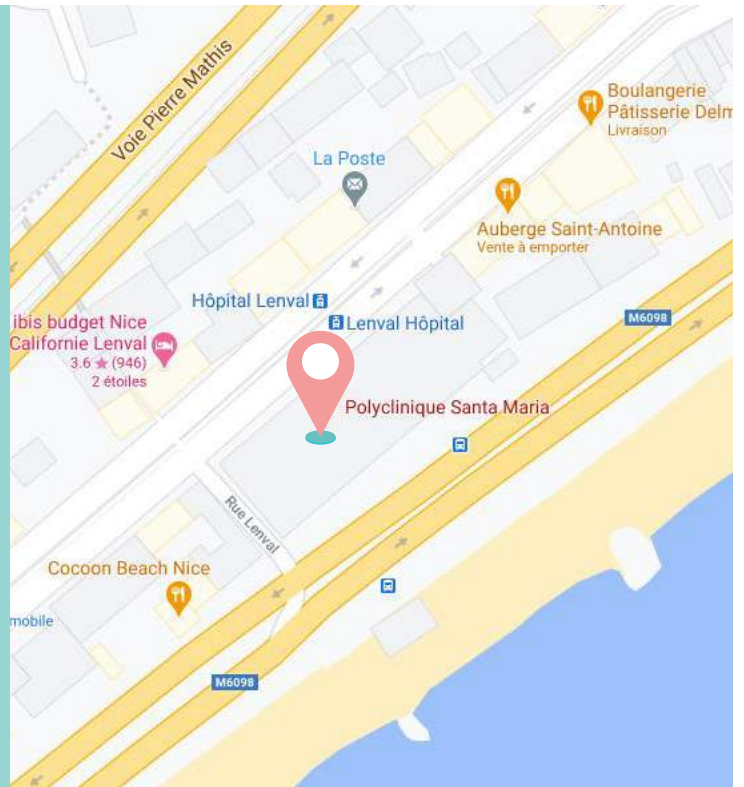 Voie Pierre Mathis
Boulangerie
Pâtisserie Delm
Livraison
La Poste
Auberge Saint-Antoine
Vente à emporter
Hôpital Lenval
Lenval Hôpital
M6098
ibis budget Nice
Californie Lenval
3.6 ★ (946)
2 étoiles
Polyclinique Santa Maria
Rue Lenval
Cocoon Beach Nice
mobile
M6098